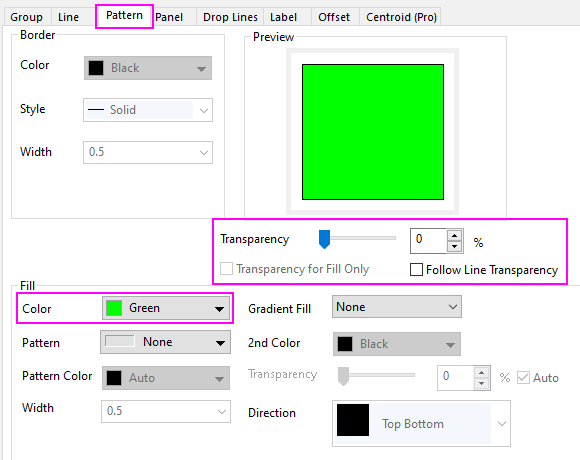 Group Line Pattern Panel Drop Lines Label Offset Centroid (Pro)
Border
Color Black
Style Solid
Width 0.5
Preview
Transparency 0 %
Transparency for Fill Only Follow Line Transparency
Fill
Color Green Gradient Fill None
Pattern None 2nd Color Black
Pattern Color Auto Transparency 0 % Auto
Width 0.5 Direction Top Bottom